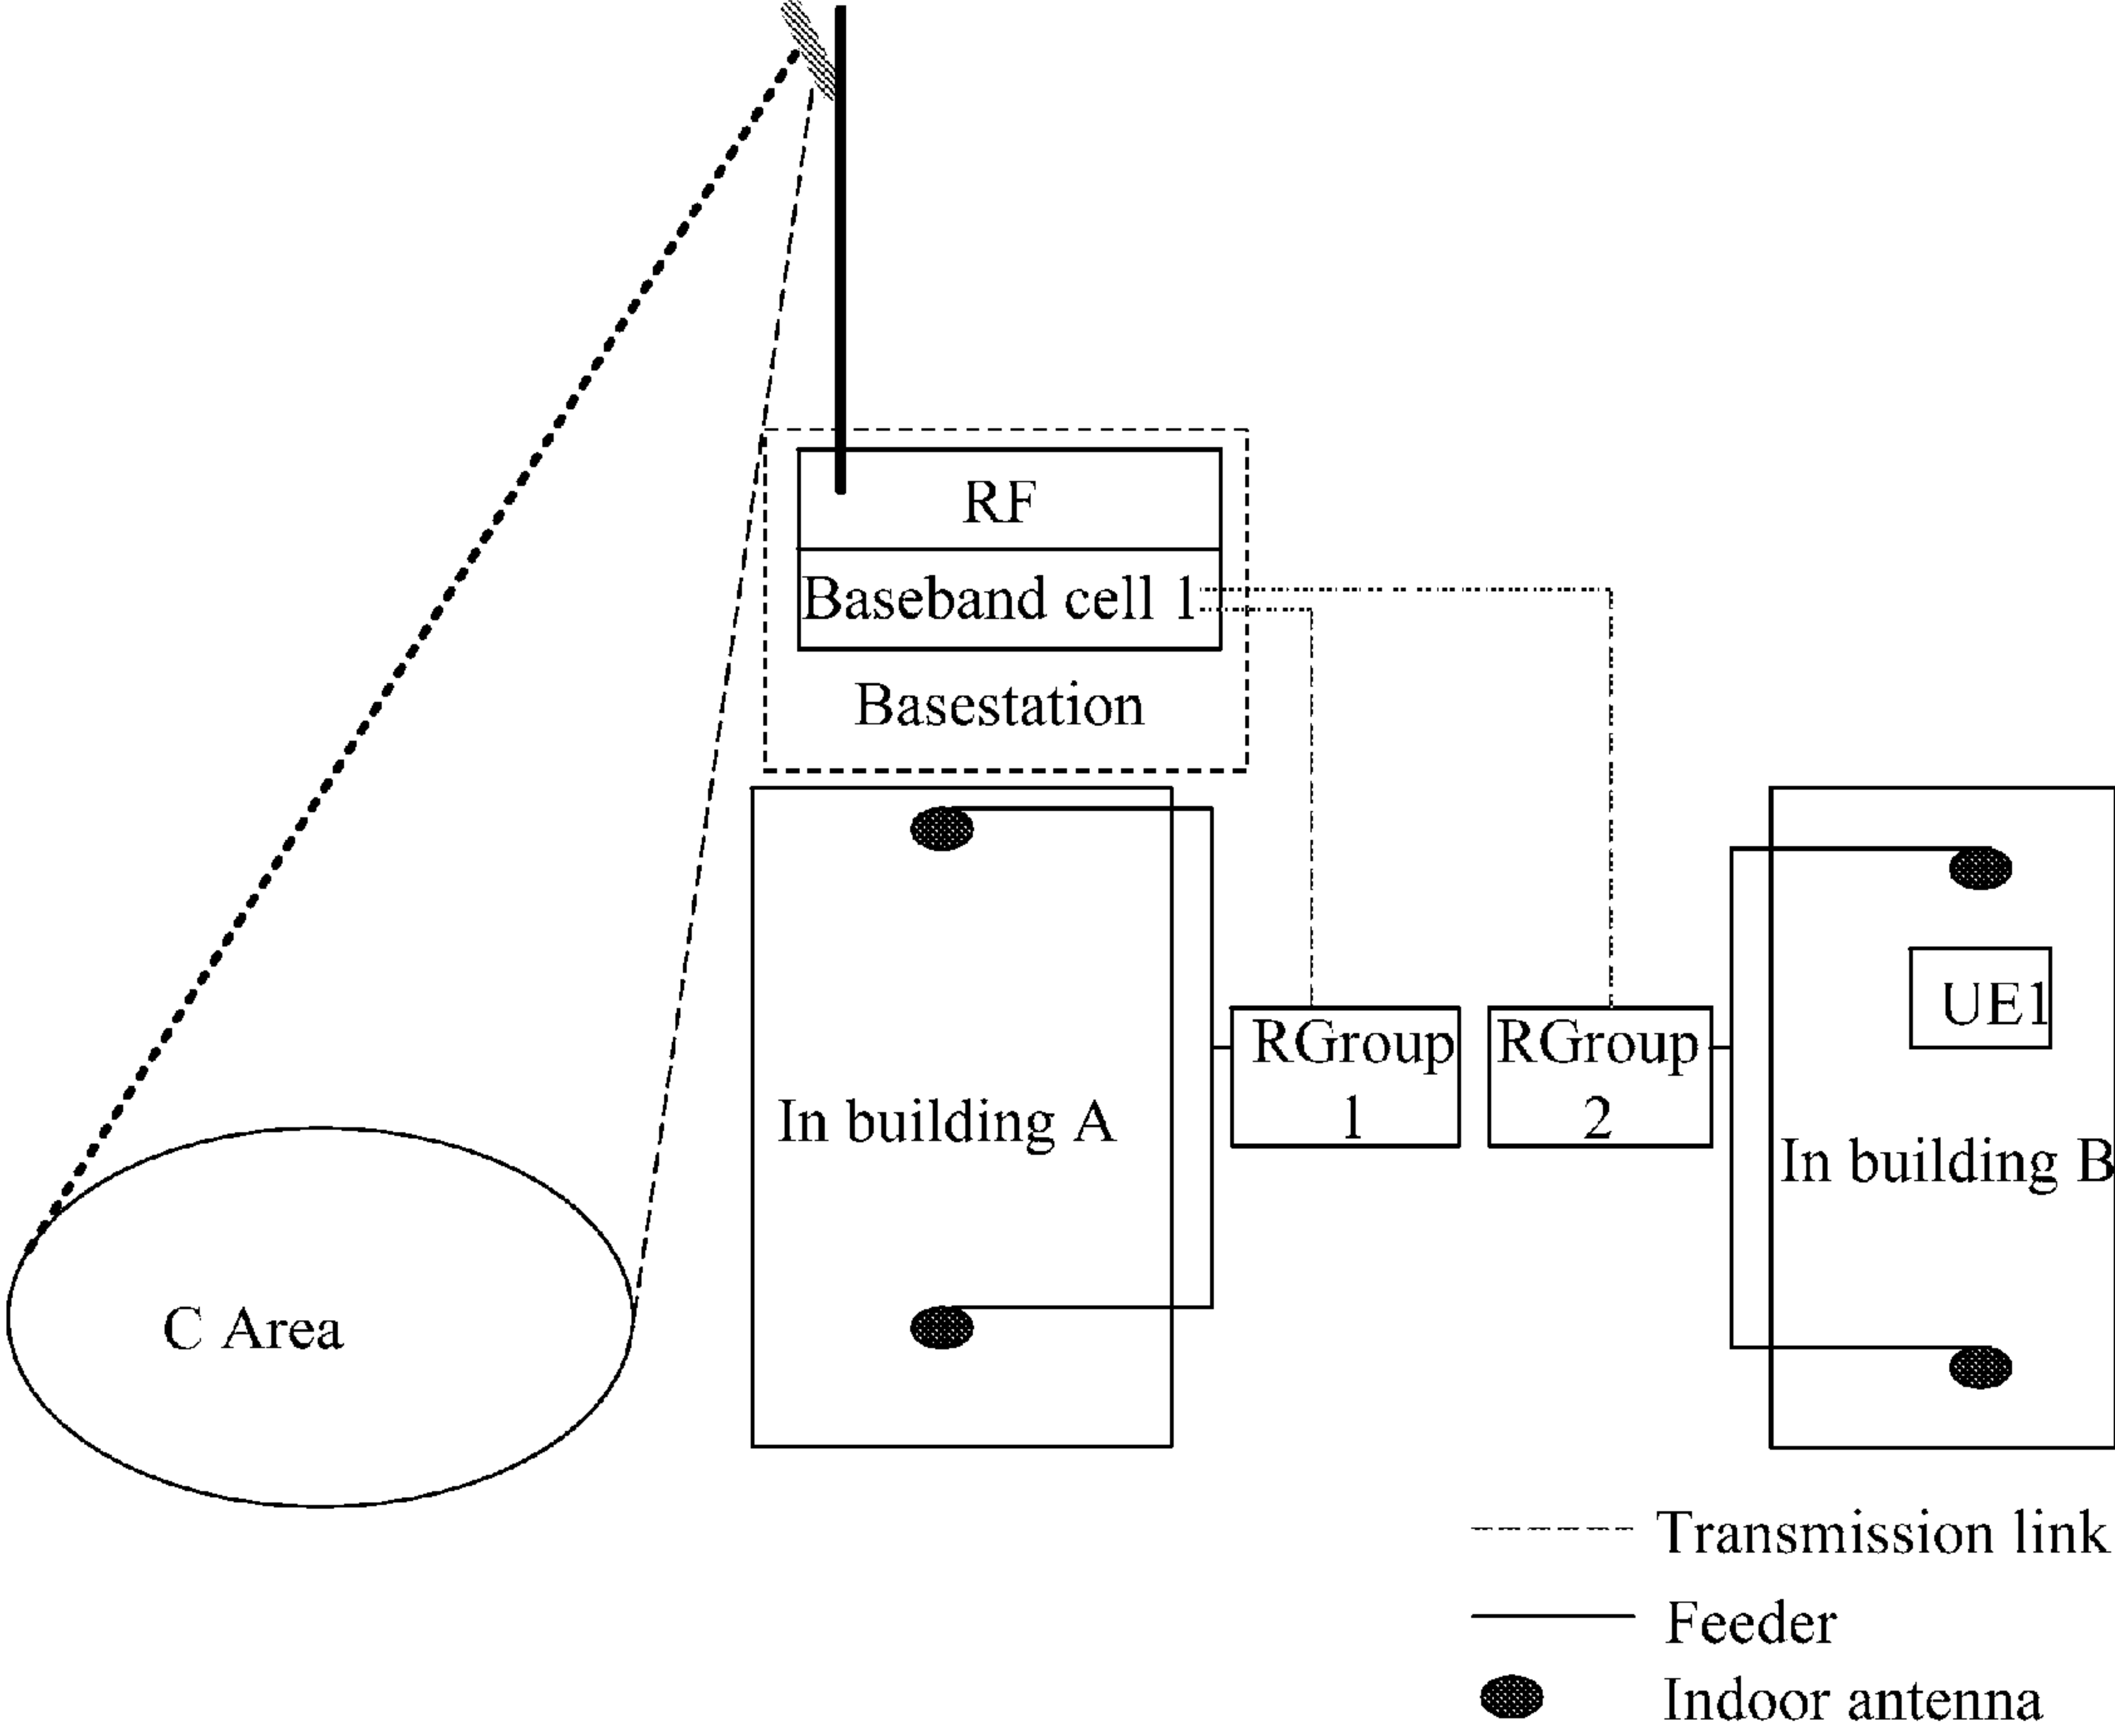 RF
Baseband cell 1
Basestation
RGroup
1
RGroup
2
UE1
In building A
In building B
C Area
Transmission link
Feeder
Indoor antenna